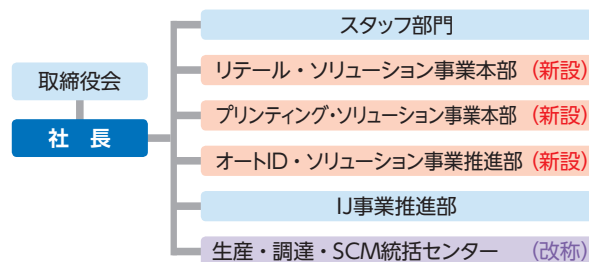 スタッフ部門
リテール・ソリューション事業本部 (新設)
取締役会
プリンティング・ソリューション事業本部 (新設)
社 長
オートID・ソリューション事業推進部 (新設)
IJ事業推進部
生産・調達・SCM統括センター (改称)